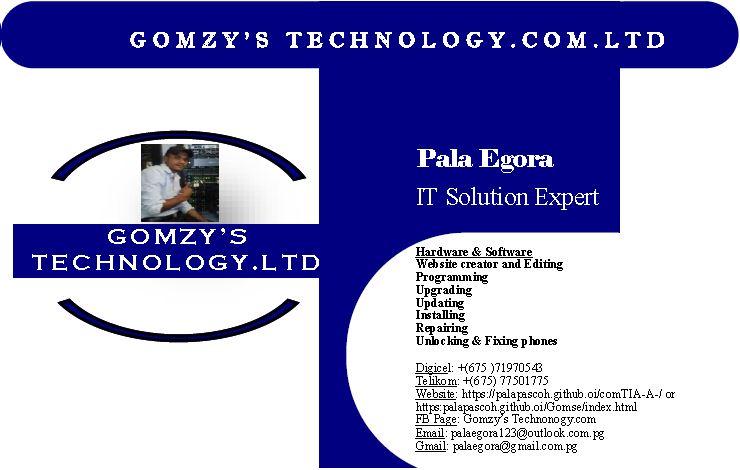 GOMZY'S TECHNOLOGY.COM.LTD
GOMZY'S
TECHNOLOGY.LTD
Pala Egora
IT Solution Expert
Hardware & Software
Website creator and Editing
Programming
Upgrading
Updating
Installing
Repairing
Unlocking & Fixing phones
Digicel: +(675 )71970543
Telikom: +(675) 77501775
Website: https://palapascoh.github.oi/comTIA-A-/ or
https:palapascoh.github.oi/Gomse/index.html
FB Page: Gomzy's Technonogy.com
Email: palaegora123@outlook.com.pg
Gmail: palaegora@gmail.com.pg